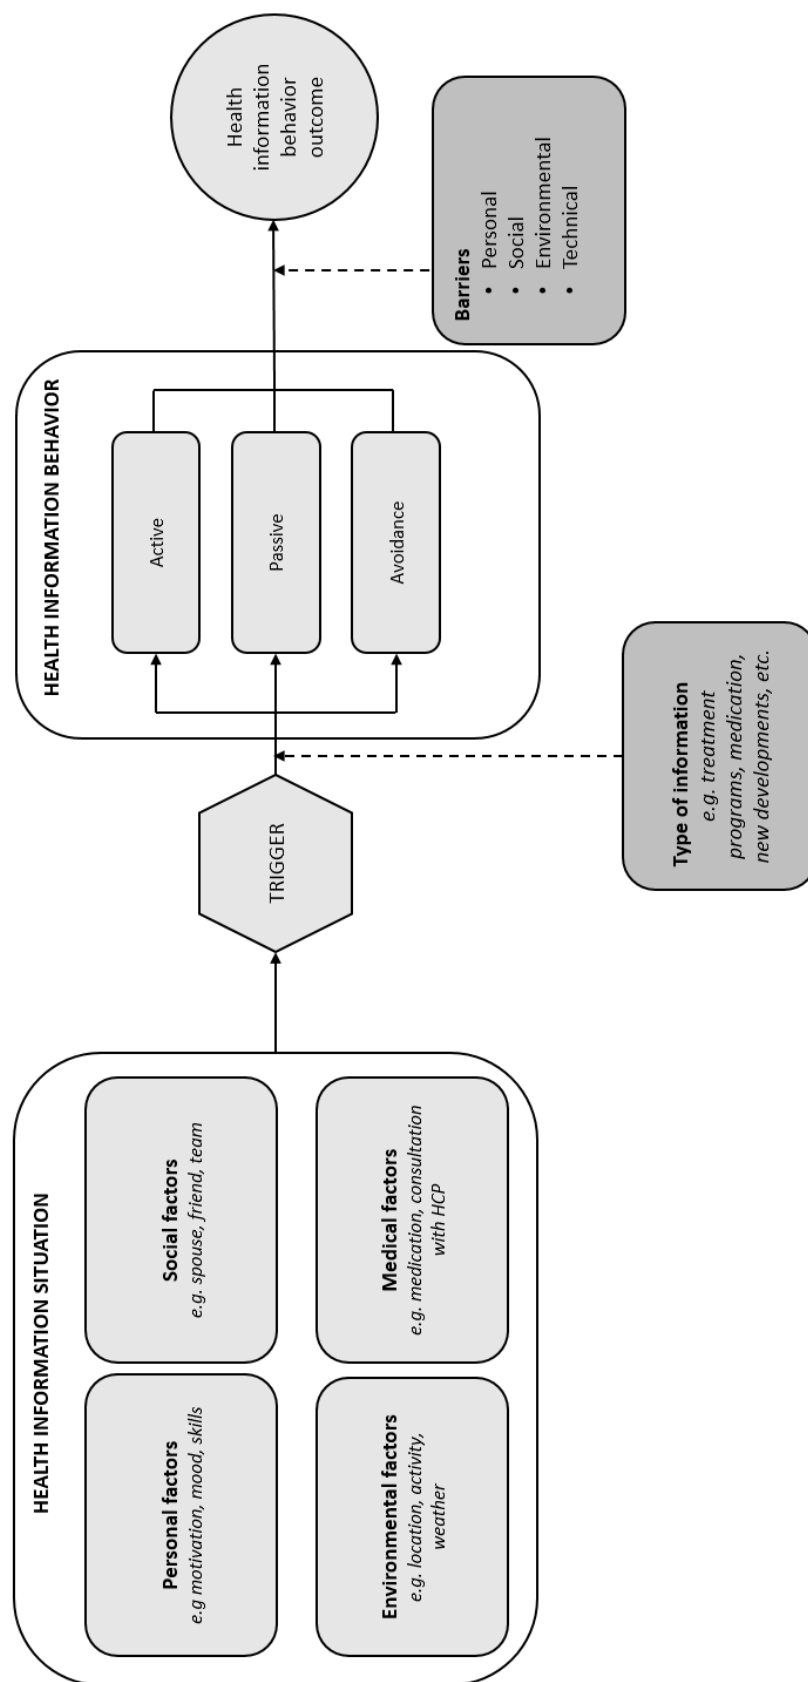 HEALTH INFORMATION SITUATION
Personal factors
e.g motivation, mood, skills
Social factors
e.g. spouse, friend, team
Environmental factors
e.g. location, activity,
weather
Medical factors
e.g. medication, consultation
with HCP
TRIGGER
Type of information
e.g. treatment
programs, medication,
new developments, etc.
HEALTH INFORMATION BEHAVIOR
Active
Passive
Avoidance
Barriers
• Personal
• Social
• Environmental
• Technical
Health
information
behavior
outcome